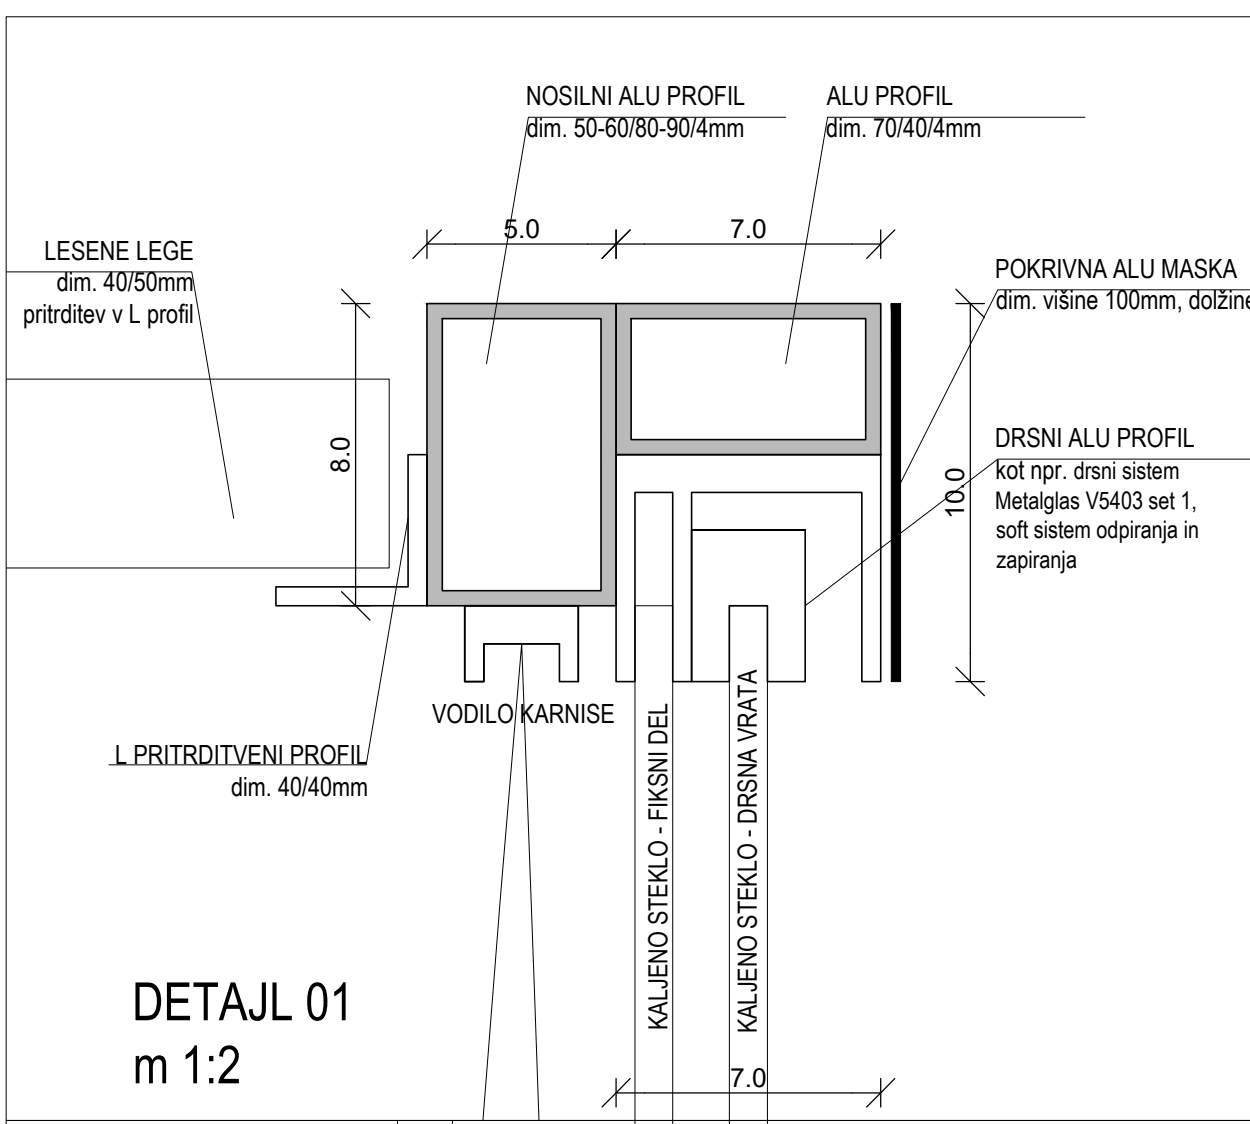 NOSILNI ALU PROFIL
dim. 50-60/80-90/4mm
ALU PROFIL
dim. 70/40/4mm
5.0
7.0
LESENE LEGE
dim. 40/50mm
pritrditev v L profil
POKRIVNA ALU MASKA
dim. višine 100mm, dolžine
8.0
10.0
DRSNI ALU PROFIL
kot npr. drsni sistem
Metalglas V5403 set 1,
soft sistem odpiranja in
zapiranja
VODILO KARNISE
L PRITRDITVENI PROFIL
dim. 40/40mm
KALJENO STEKLO - FIKSNI DEL
KALJENO STEKLO - DRSNA VRATA
DETAJL 01
m 1:2
7.0